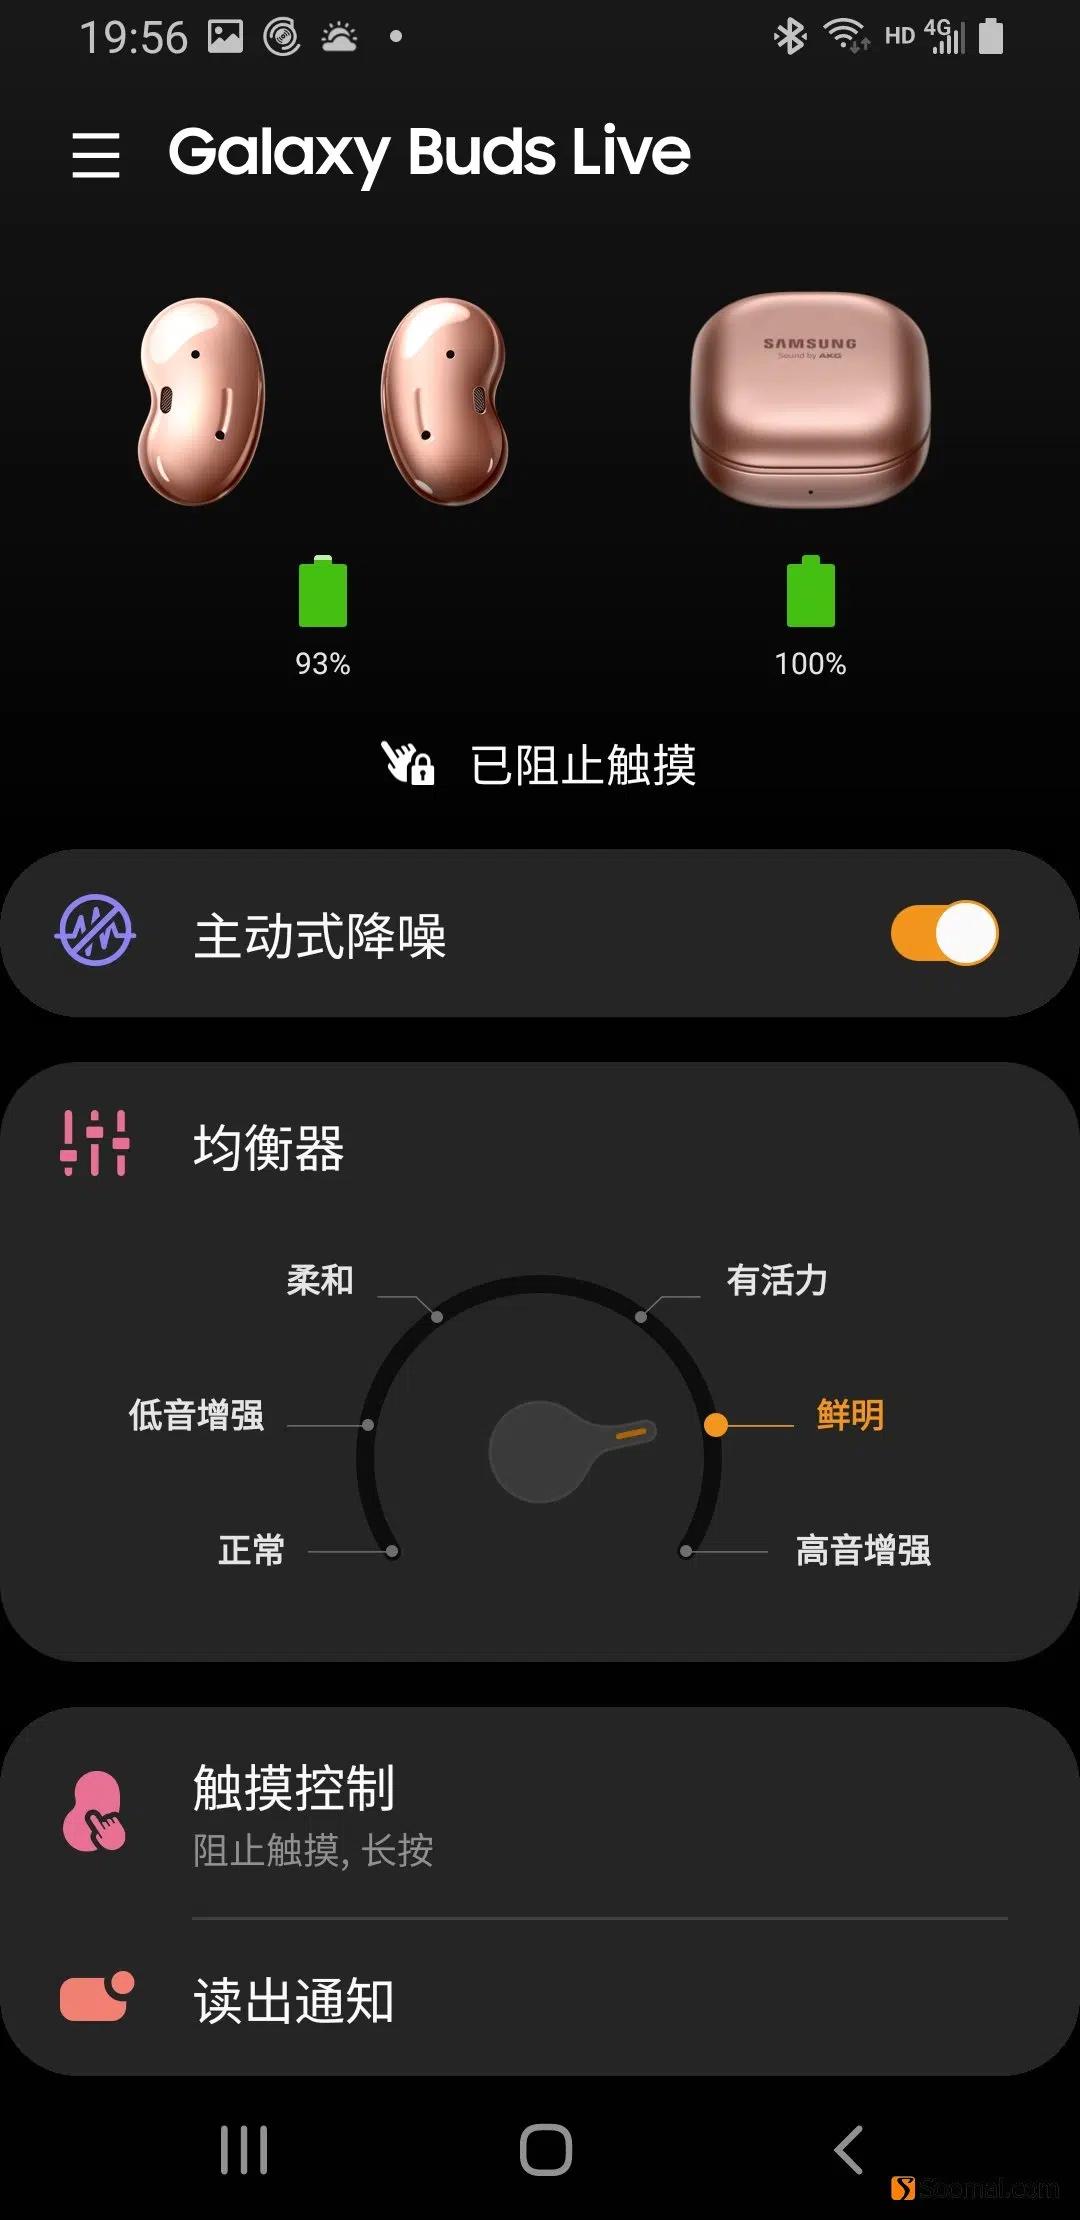 19:56 HD 4G
Galaxy Buds Live
SAMSUNG
Sound by AKG
93% 100%
已阻止触摸
主动式降噪
均衡器
柔和 有活力
低音增强 鲜明
正常 高音增强
触摸控制
阻止触摸, 长按
读出通知
Soomal.com